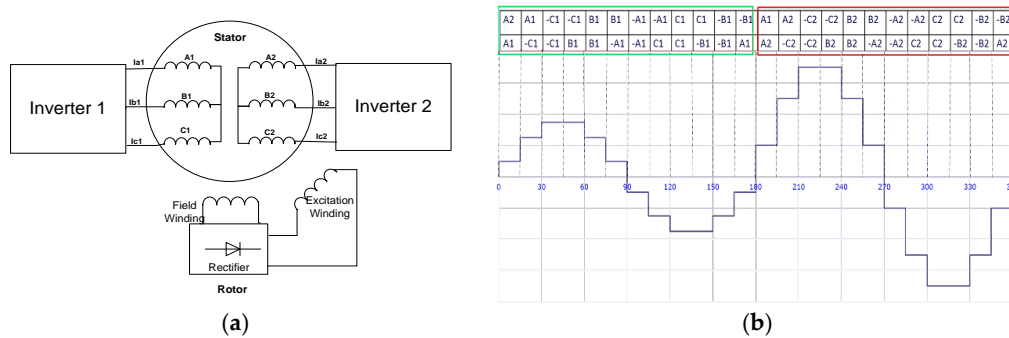 Stator
Inverter 1
Inverter 2
Ia1
Ib1
Ic1
A1
B1
C1
A2
B2
C2
Ia2
Ib2
Ic2
Field
Winding
Excitation
Winding
Rectifier
Rotor
(a)
A2 A1 -C1 -C1 B1 B1 -A1 -A1 C1 C1 -B1 -B1 A1 A2 -C2 -C2 B2 B2 -A2 -A2 C2 C2 -B2 -B2
A1 -C1 -C1 B1 B1 -A1 -A1 C1 C1 -B1 -B1 A1 A2 -C2 -C2 B2 B2 -A2 -A2 C2 C2 -B2 -B2 A2
0 30 60 90 120 150 180 210 240 270 300 330
(b)